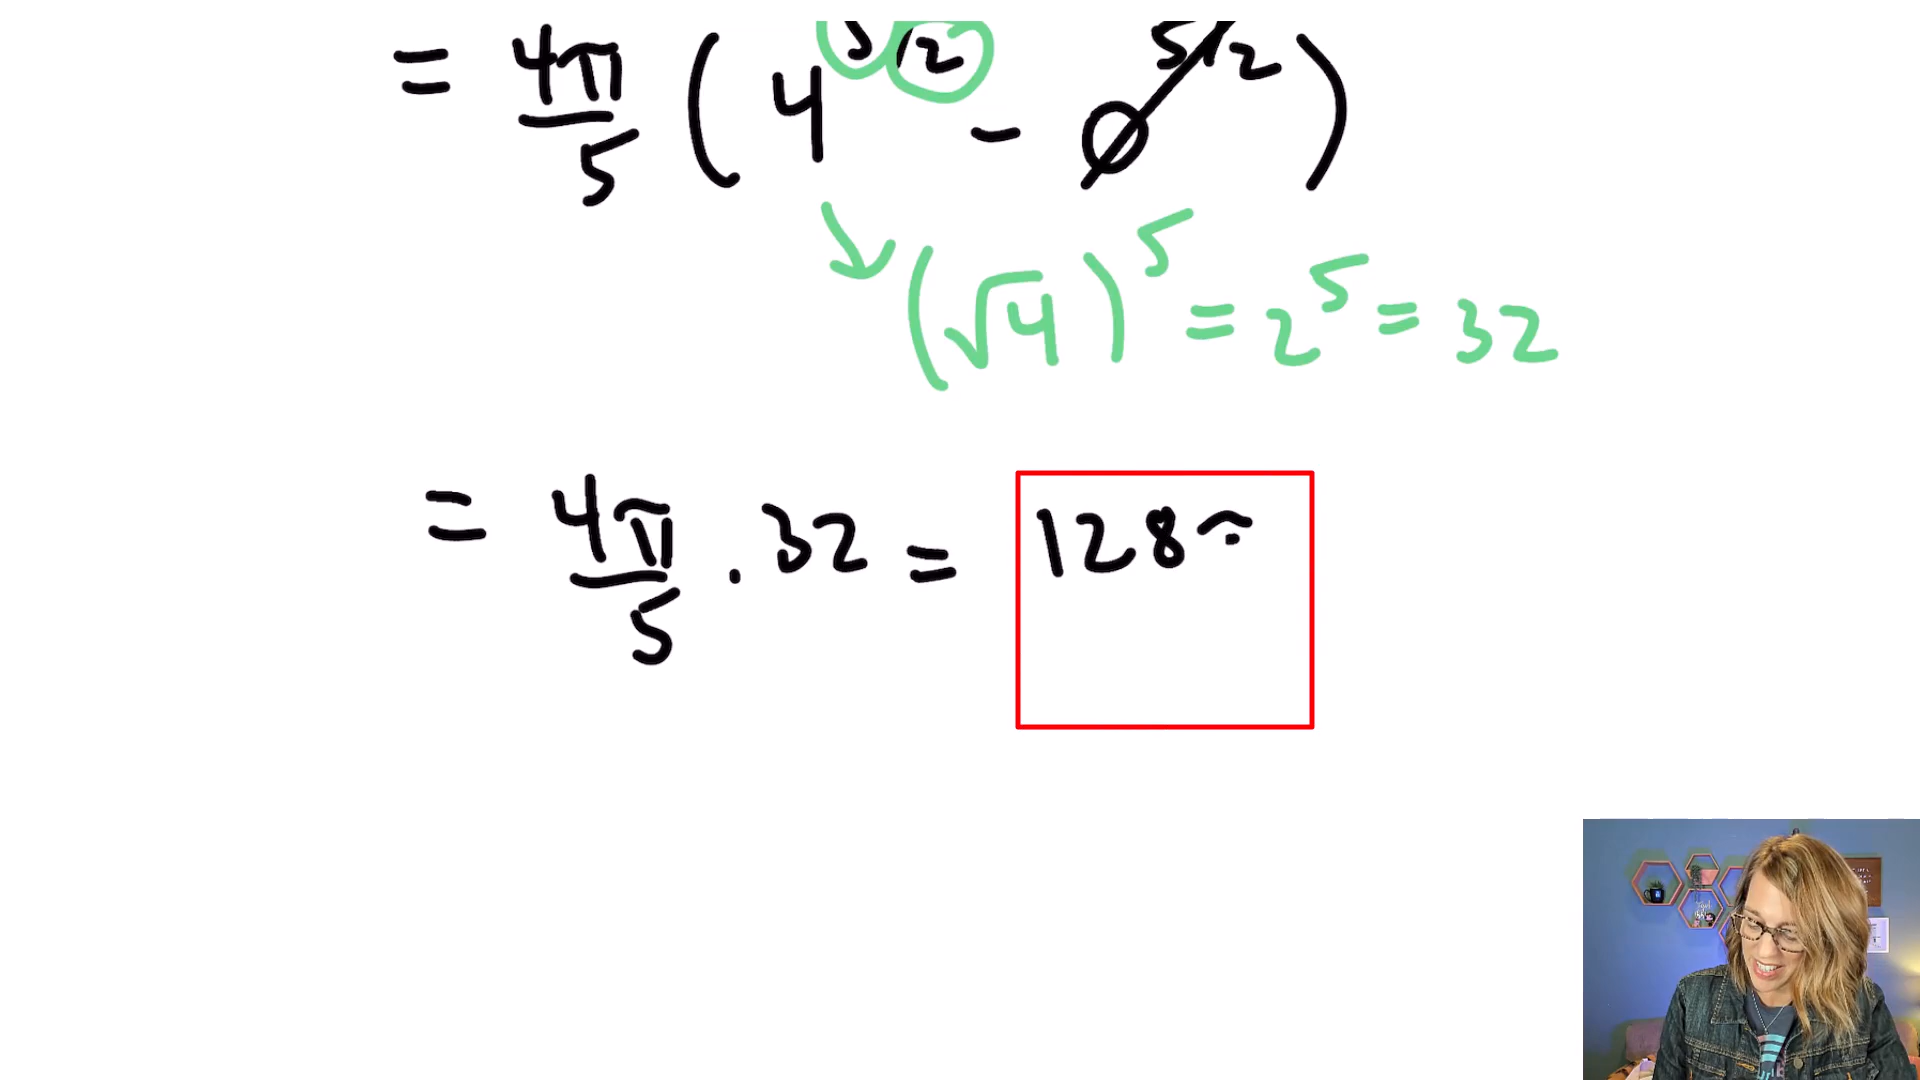 = 4π/5 (4^5/2 - 0^5/2)
(√4)^5 = 2^5 = 32
= 4π/5 . 32 = 128